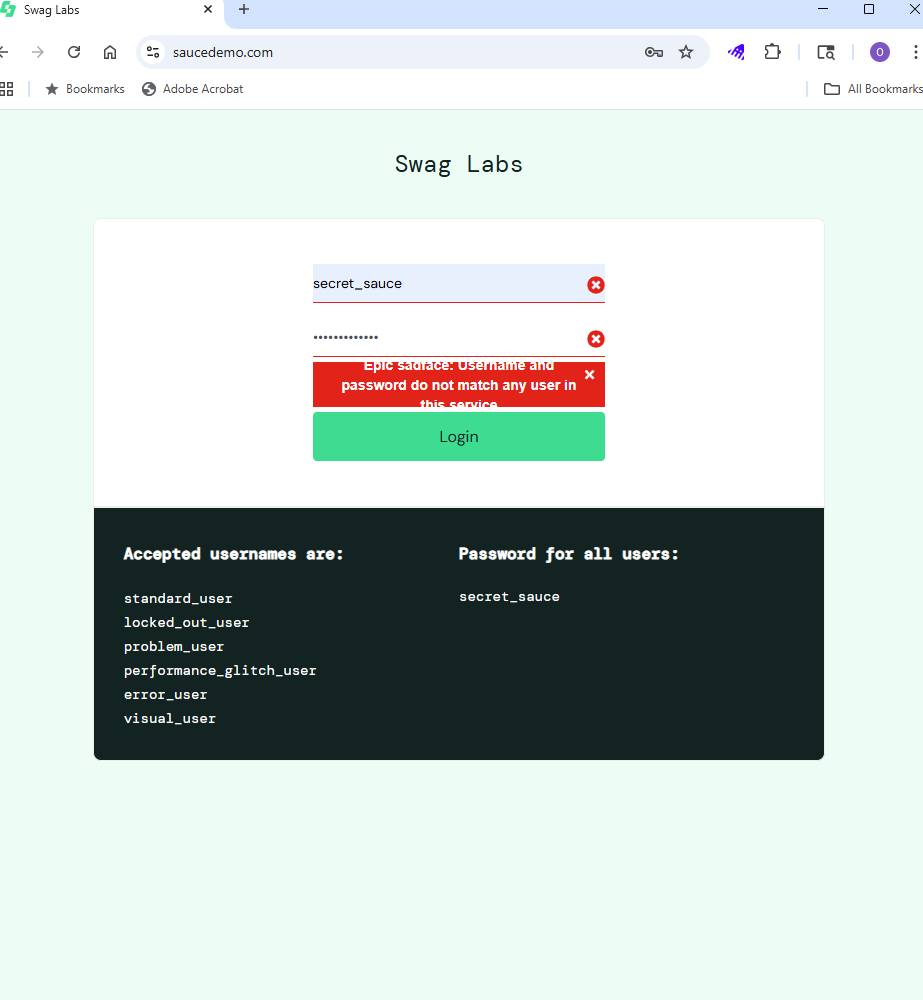 Swag Labs
saucedemo.com
O
Bookmarks
Adobe Acrobat
All Bookmarks
Swag Labs
secret_sauce
•••••••••••••
Epic sadface: Username and
password do not match any user in
this service
Login
Accepted usernames are:
standard_user
locked_out_user
problem_user
performance_glitch_user
error_user
visual_user
Password for all users:
secret_sauce